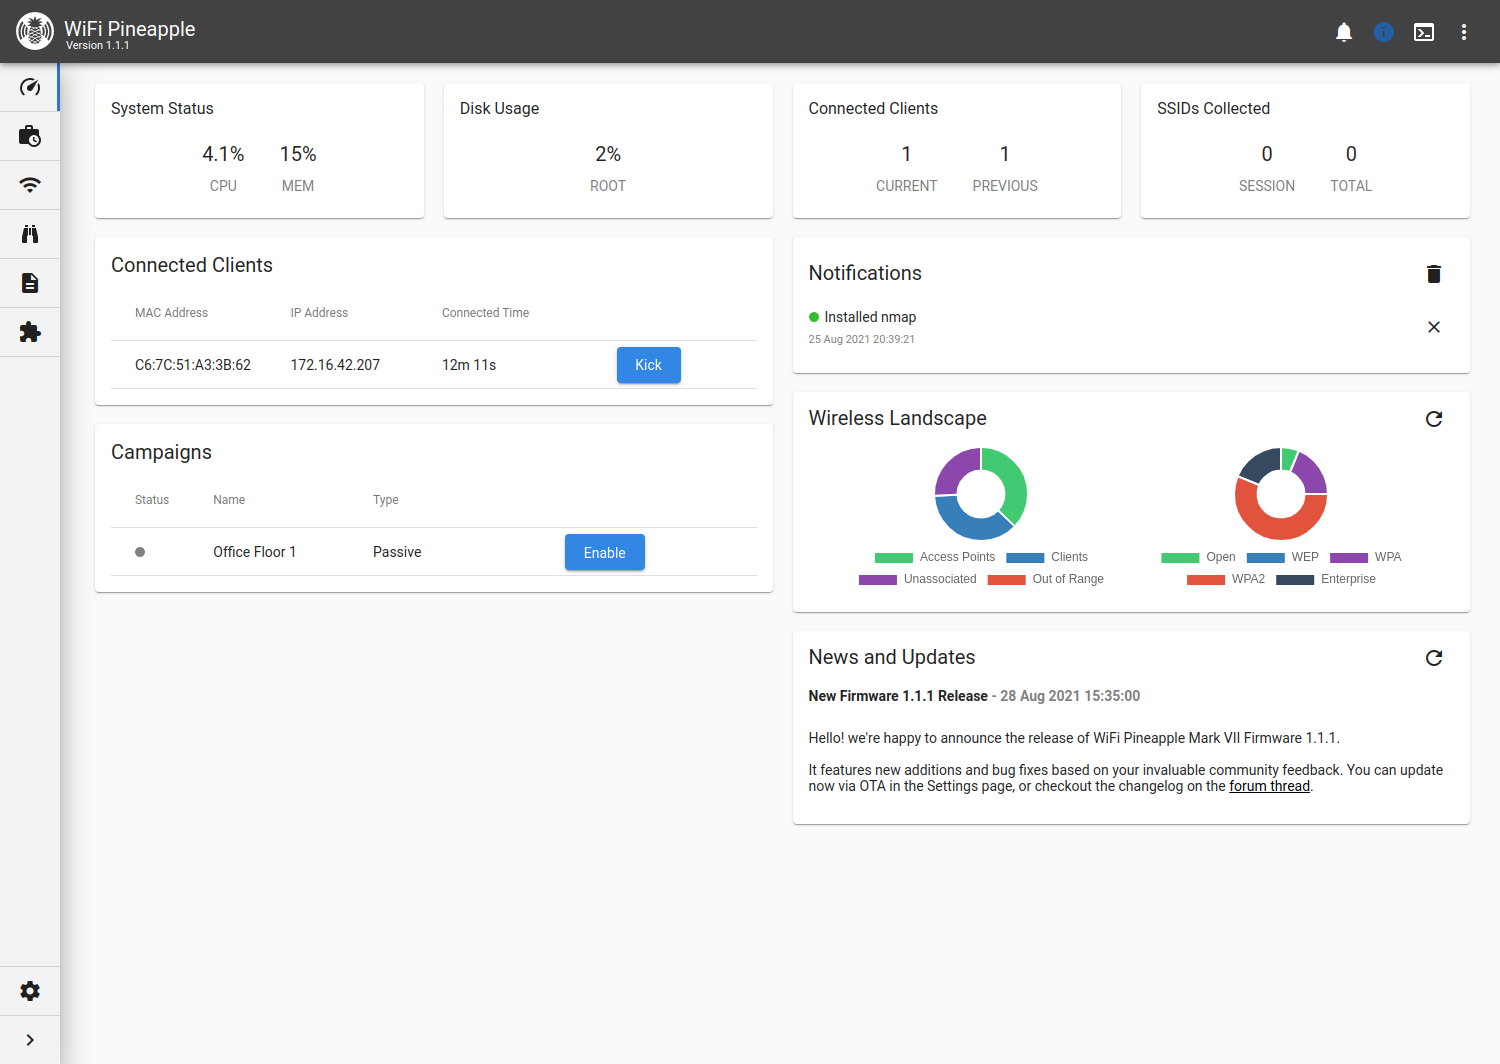 WiFi Pineapple
Version 1.1.1
System Status
4.1% 15%
CPU MEM
Disk Usage
2%
ROOT
Connected Clients
1 1
CURRENT PREVIOUS
SSIDs Collected
0 0
SESSION TOTAL
Connected Clients
MAC Address IP Address Connected Time
C6:7C:51:A3:3B:62 172.16.42.207 12m 11s Kick
Campaigns
Status Name Type
Office Floor 1 Passive Enable
Notifications
Installed nmap
25 Aug 2021 20:39:21
Wireless Landscape
Access Points Clients
Unassociated Out of Range
Open WEP WPA
WPA2 Enterprise
News and Updates
New Firmware 1.1.1 Release - 28 Aug 2021 15:35:00
Hello! we're happy to announce the release of WiFi Pineapple Mark VII Firmware 1.1.1.
It features new additions and bug fixes based on your invaluable community feedback. You can update
now via OTA in the Settings page, or checkout the changelog on the forum thread.